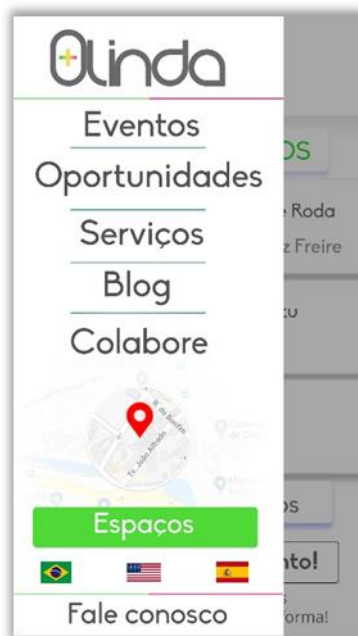 Olinda
Eventos
OS
Oportunidades
e Roda
Serviços
z Freire
Blog
tu
Colabore
R. do Bonfim
Tv. João Alfredo
Espaços
os
nto!
s
forma!
Fale conosco